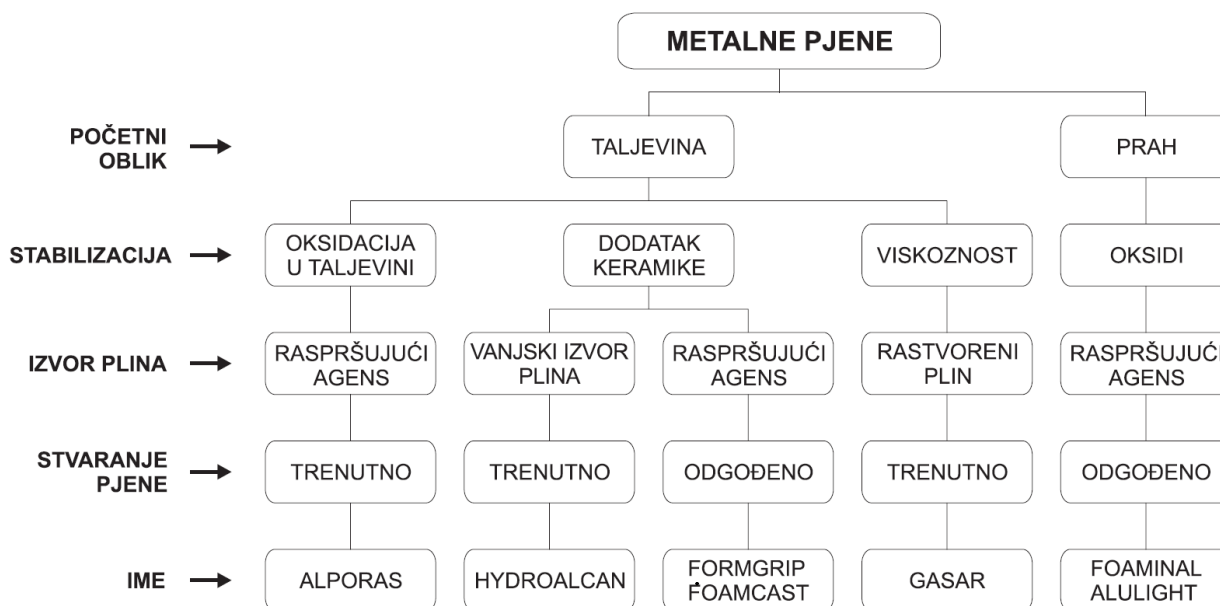 METALNE PJENE
POČETNI
OBLIK
TALJEVINA
PRAH
STABILIZACIJA
OKSIDACIJA
U TALJEVINI
DODATAK
KERAMIKE
VISKOZNOST
OKSIDI
IZVOR PLINA
RASPRŠUJUĆI
AGENS
VANJSKI IZVOR
PLINA
RASPRŠUJUĆI
AGENS
RASTVORENI
PLIN
RASPRŠUJUĆI
AGENS
STVARANJE
PJENE
TRENUTNO
TRENUTNO
ODGOĐENO
TRENUTNO
ODGOĐENO
IME
ALPORAS
HYDROALCAN
FORMGRIP
FOAMCAST
GASAR
FOAMINAL
ALULIGHT